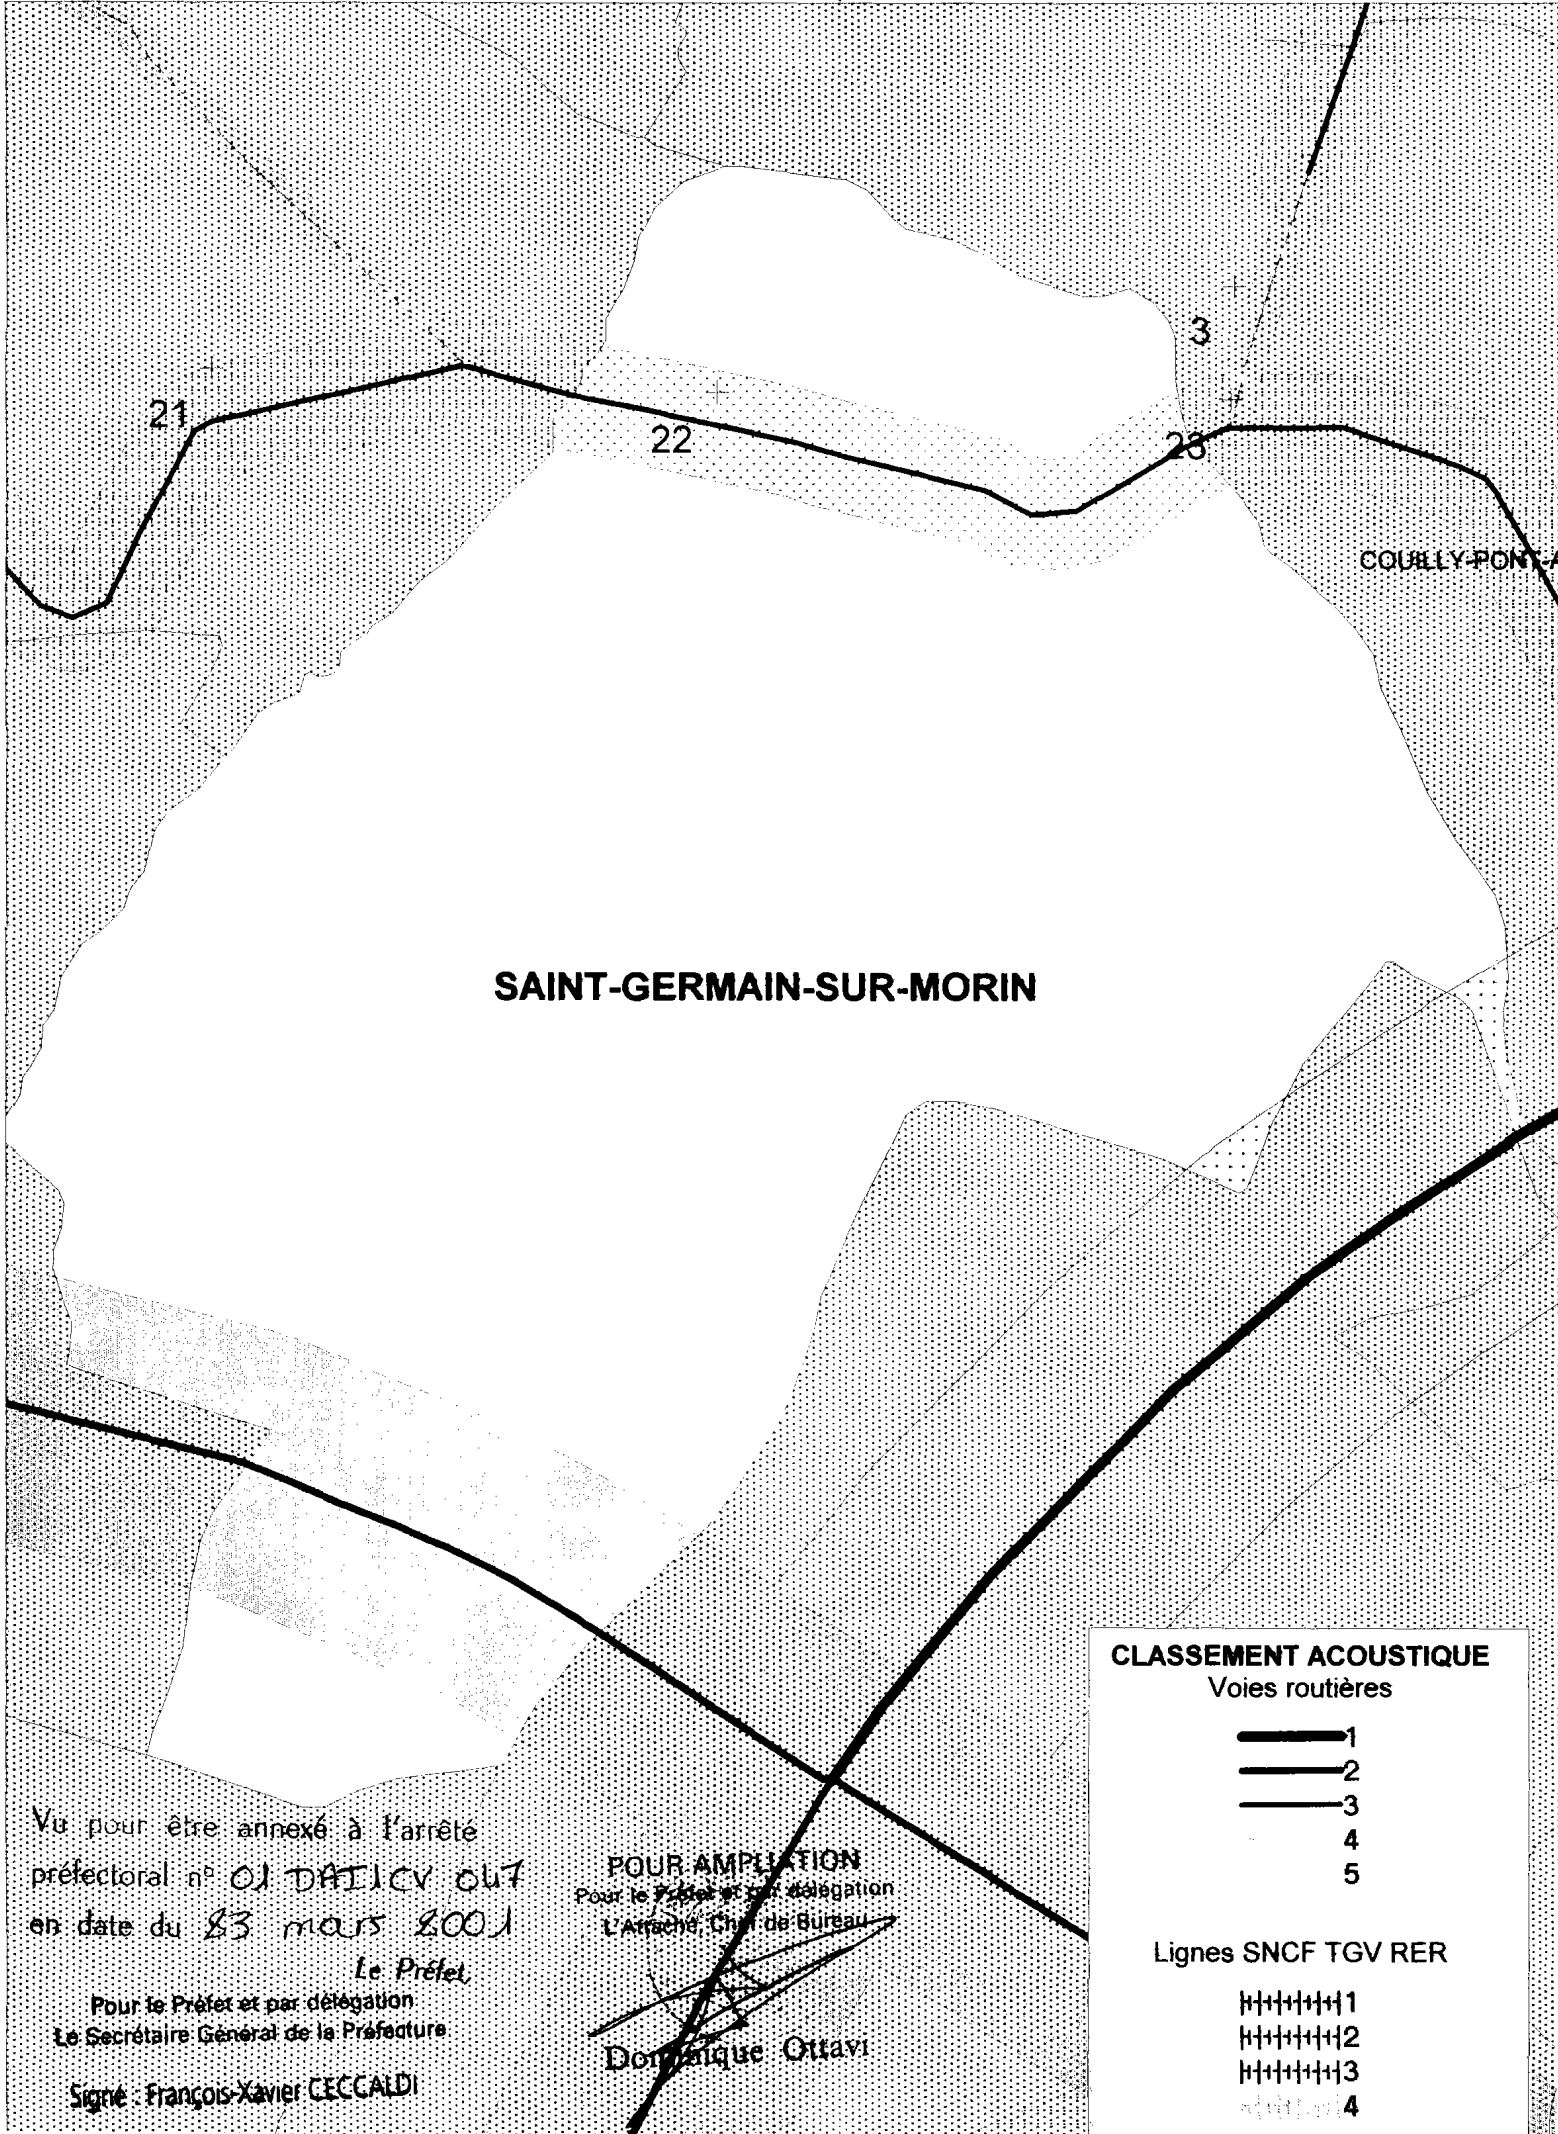 3
21
22
23
COUILLY-PONT-A
SAINT-GERMAIN-SUR-MORIN
CLASSEMENT ACOUSTIQUE
Voies routières
1
2
3
4
5
Lignes SNCF TGV RER
1
2
3
4
Vu pour être annexé à l'arrêté
préfectoral n° 01 DAI1CV 047
en date du 23 mars 2001
Le Préfet,
Pour le Préfet et par délégation
Le Secrétaire Général de la Préfecture
Signé : François-Xavier CECCALDI
POUR AMPLIATION
Pour le Préfet et par délégation
L'Attaché, Chef de Bureau
Dominique Ottavi